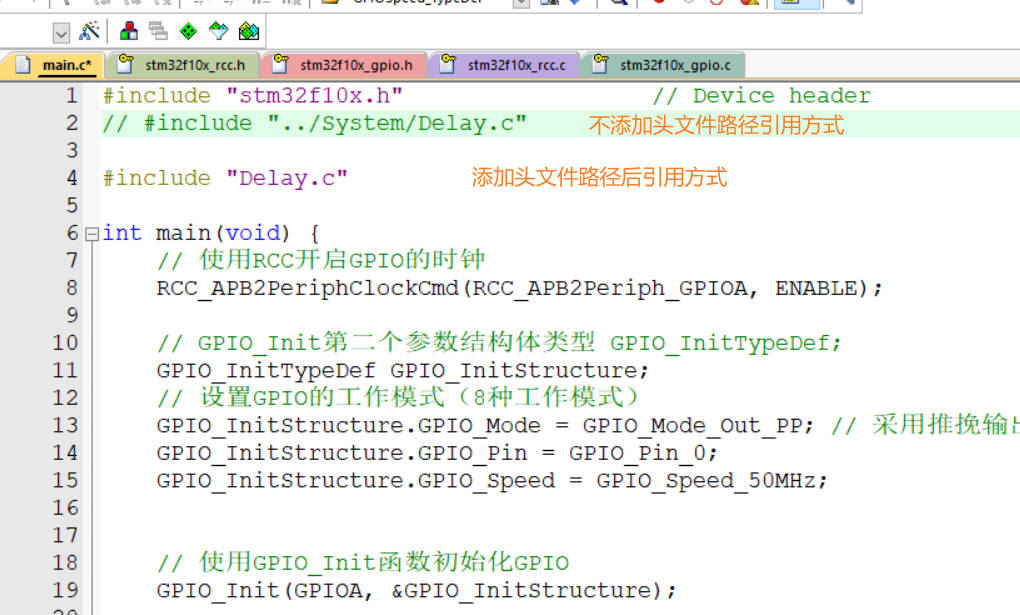 main.c* stm32f10x_rcc.h stm32f10x_gpio.h stm32f10x_rcc.c stm32f10x_gpio.c
1 #include "stm32f10x.h" // Device header
2 // #include "../System/Delay.c" 不添加头文件路径引用方式
3
4 #include "Delay.c" 添加头文件路径后引用方式
5
6 int main(void) {
7 // 使用RCC开启GPIO的时钟
8 RCC_APB2PeriphClockCmd(RCC_APB2Periph_GPIOA, ENABLE);
9
10 // GPIO_Init第二个参数结构体类型 GPIO_InitTypeDef;
11 GPIO_InitTypeDef GPIO_InitStructure;
12 // 设置GPIO的工作模式（8种工作模式）
13 GPIO_InitStructure.GPIO_Mode = GPIO_Mode_Out_PP; // 采用推挽输出
14 GPIO_InitStructure.GPIO_Pin = GPIO_Pin_0;
15 GPIO_InitStructure.GPIO_Speed = GPIO_Speed_50MHz;
16
17
18 // 使用GPIO_Init函数初始化GPIO
19 GPIO_Init(GPIOA, &GPIO_InitStructure);
20